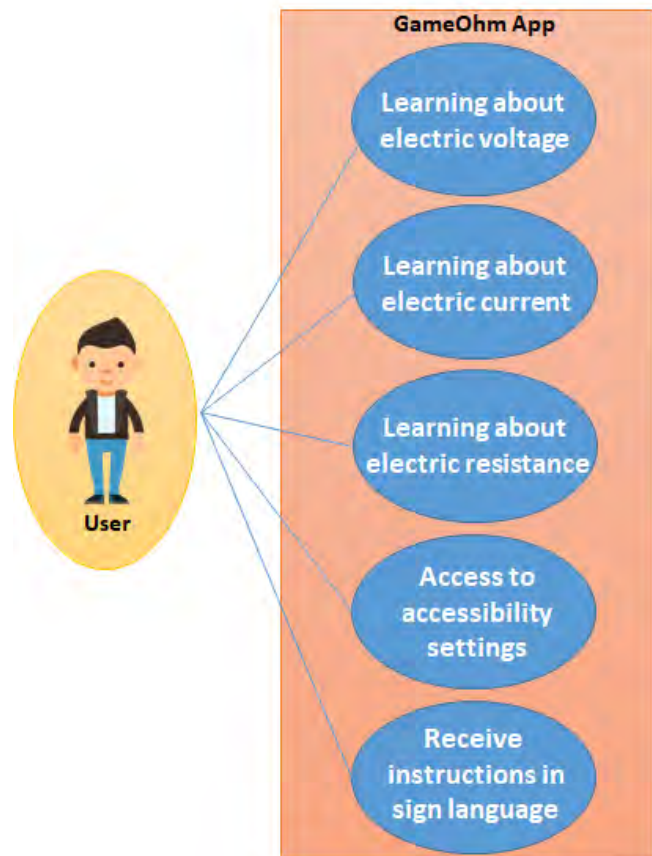 GameOhm App
Learning about
electric voltage
Learning about
electric current
Learning about
electric resistance
User
Access to
accessibility
settings
Receive
instructions in
sign language